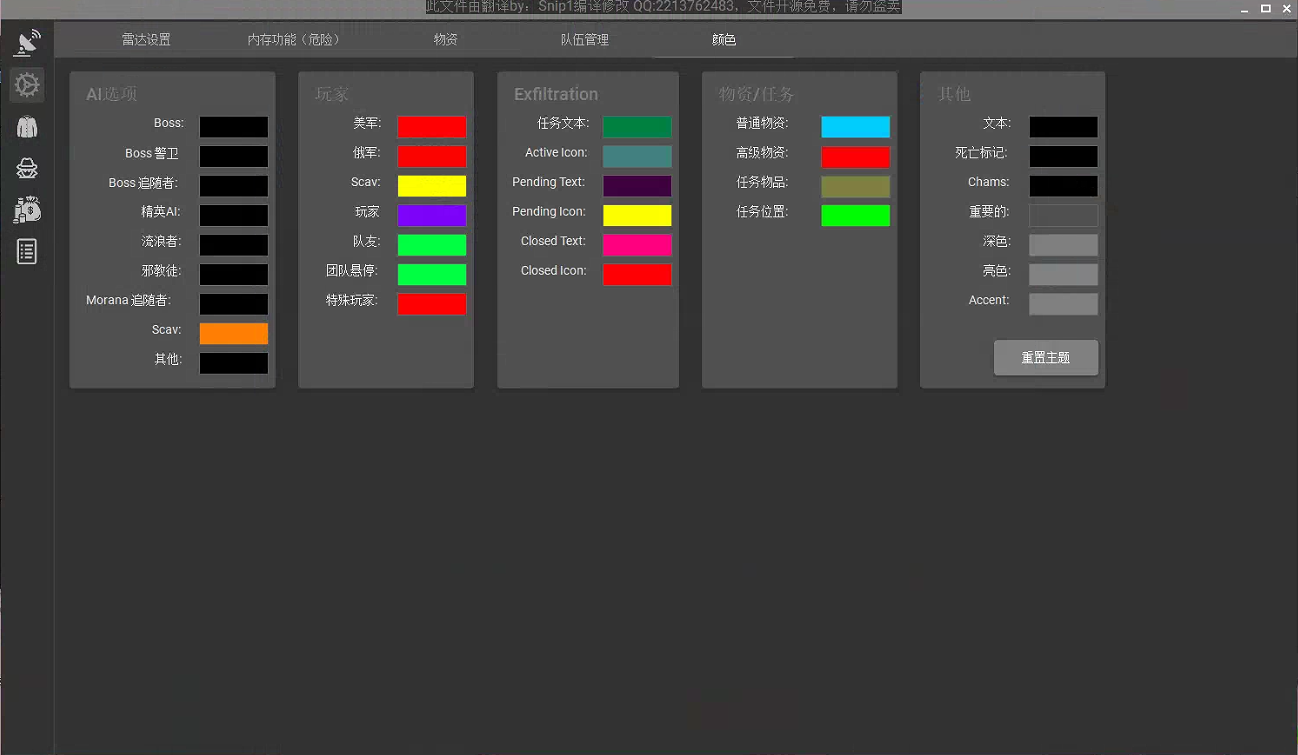 此文件由翻译by：Snip1编译修改 QQ:2213762483，文件开源免费，请勿盗卖
雷达设置
内存功能（危险）
物资
队伍管理
颜色
AI选项
Boss:
Boss 警卫
Boss 追随者:
精英AI:
流浪者:
邪教徒:
Morana 追随者:
Scav:
其他:
玩家
美军:
俄军:
Scav:
玩家
队友:
团队悬停:
特殊玩家:
Exfiltration
任务文本:
Active Icon:
Pending Text:
Pending Icon:
Closed Text:
Closed Icon:
物资/任务
普通物资:
高级物资:
任务物品:
任务位置:
其他
文本:
死亡标记:
Chams:
重要的:
深色:
亮色:
Accent:
重置主题